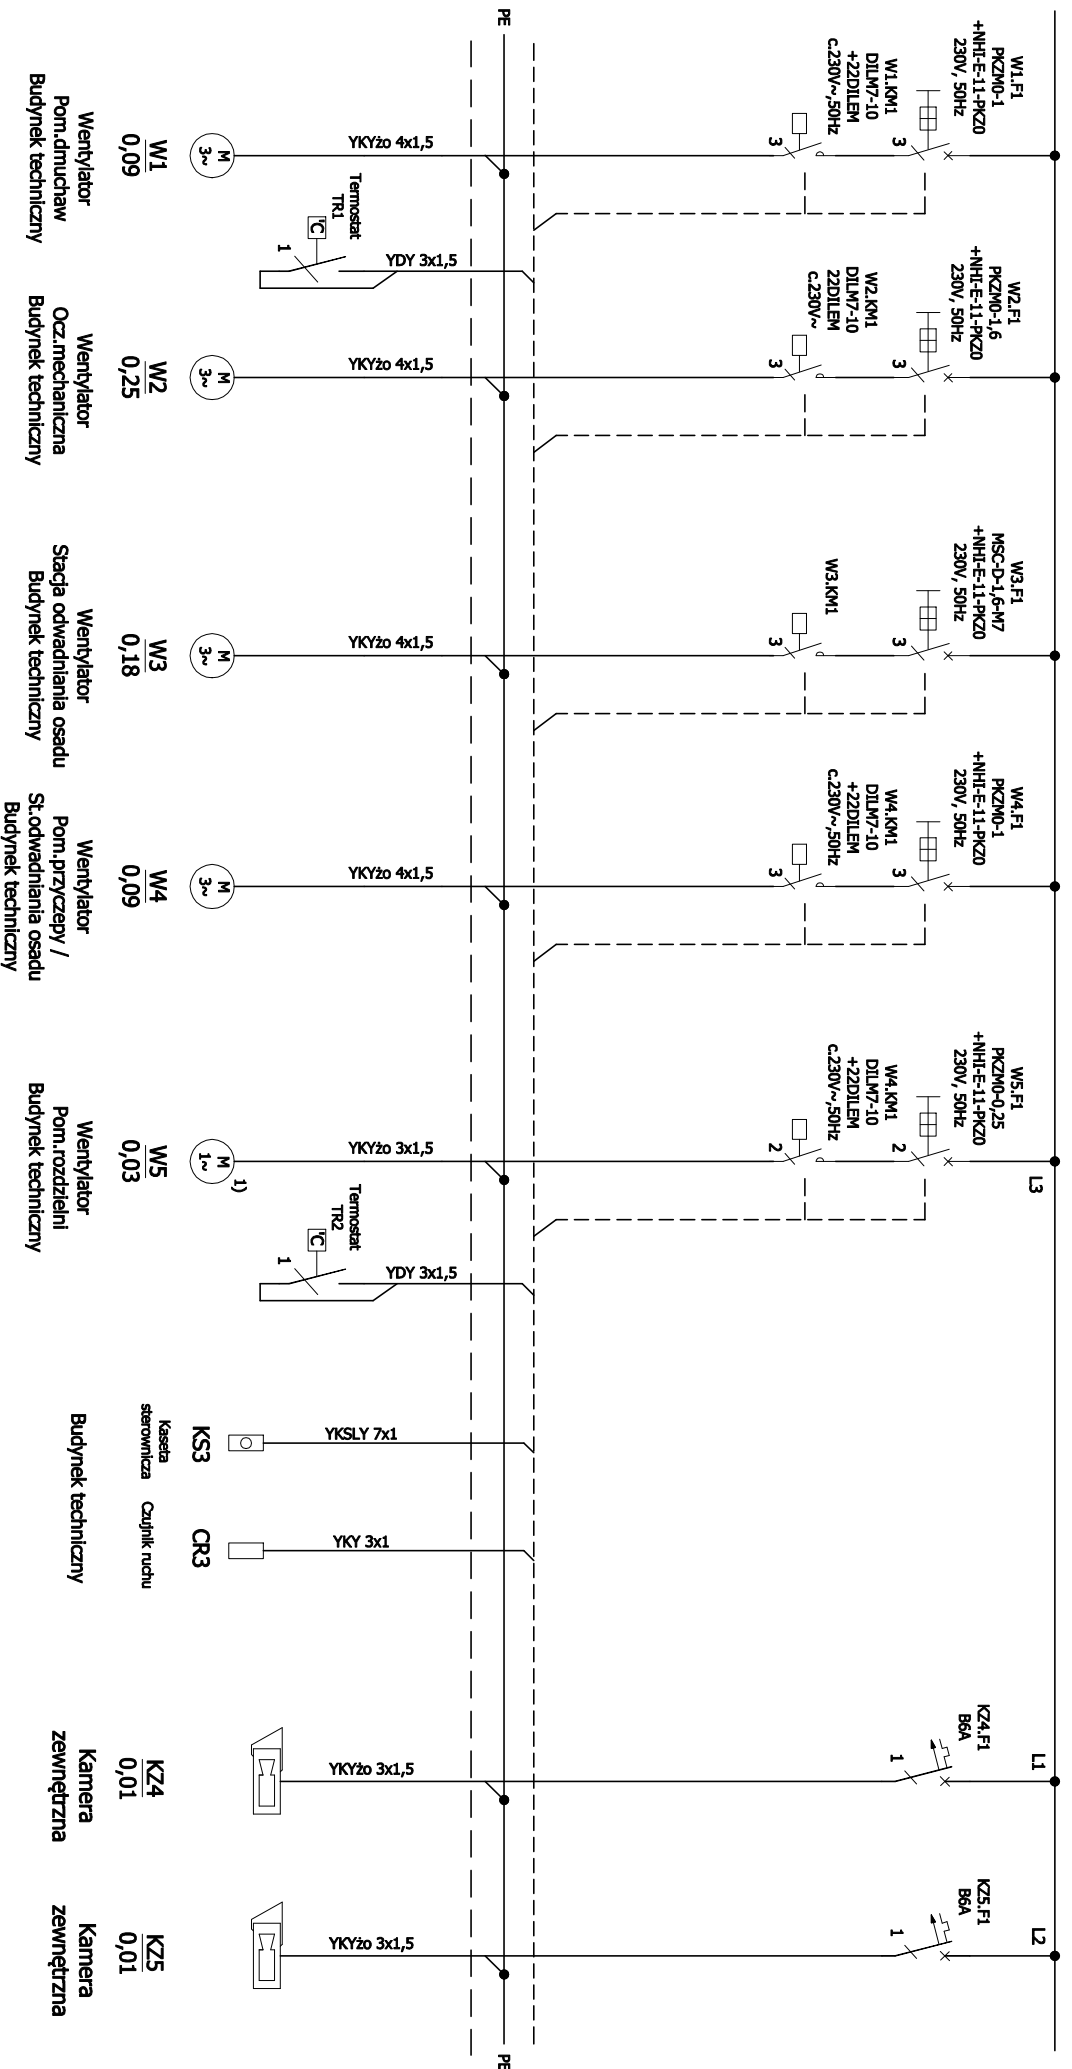 W1.F1
PKZM0-1
+NHI-E-11-PKZ0
230V, 50Hz
W1.KM1
DILM7-10
+22DILEM
c.230V~,50Hz
3
3
YKYżo 4x1,5
M
3~
W1
0,09
Wentylator
Pom.dmuchaw
Budynek techniczny
PE
Termostat
TR1
°C
1
YDY 3x1,5
W2.F1
PKZM0-1,6
+NHI-E-11-PKZ0
230V, 50Hz
W2.KM1
DILM7-10
22DILEM
c.230V~
3
3
YKYżo 4x1,5
M
3~
W2
0,25
Wentylator
Ocz.mechaniczna
Budynek techniczny
W3.F1
MSC-D-1,6-M7
+NHI-E-11-PKZ0
230V, 50Hz
W3.KM1
3
3
YKYżo 4x1,5
M
3~
W3
0,18
Wentylator
Stacja odwadniania osadu
Budynek techniczny
W4.F1
PKZM0-1
+NHI-E-11-PKZ0
230V, 50Hz
W4.KM1
DILM7-10
+22DILEM
c.230V~,50Hz
3
3
YKYżo 4x1,5
M
3~
W4
0,09
Wentylator
Pom.przyczepy /
St.odwadniania osadu
Budynek techniczny
W5.F1
PKZM0-0,25
+NHI-E-11-PKZ0
230V, 50Hz
L3
W4.KM1
DILM7-10
+22DILEM
c.230V~,50Hz
2
2
YKYżo 3x1,5
M
1~
1)
W5
0,03
Wentylator
Pom.rozdzielni
Budynek techniczny
Termostat
TR2
°C
1
YDY 3x1,5
YKSLY 7x1
KS3
Kaseta
sterownicza
YKY 3x1
CR3
Czujnik ruchu
Budynek techniczny
L1
KZ4.F1
B6A
1
YKYżo 3x1,5
KZ4
0,01
Kamera
zewnętrzna
L2
KZ5.F1
B6A
1
YKYżo 3x1,5
KZ5
0,01
Kamera
zewnętrzna
PE